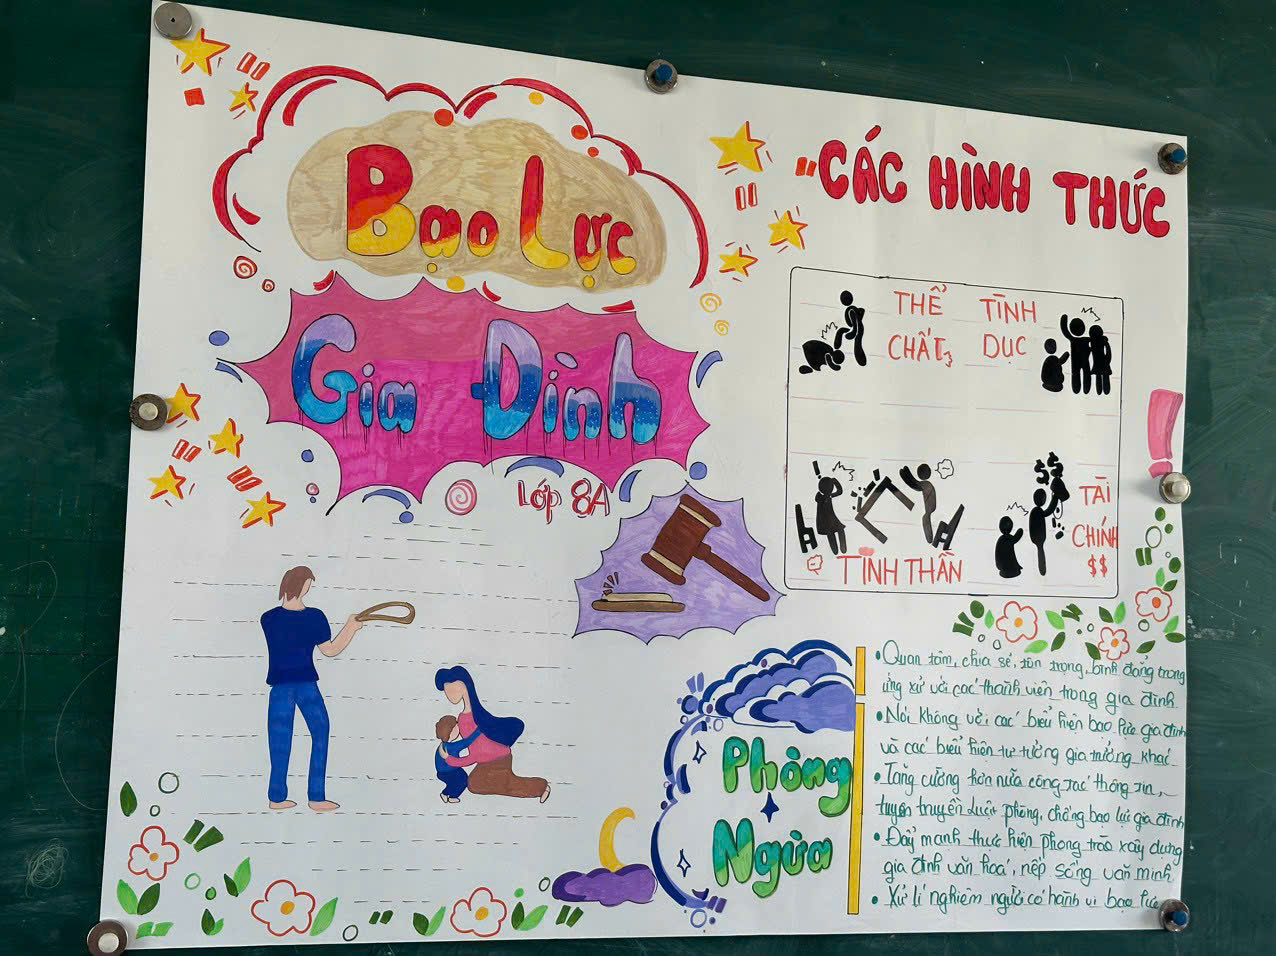 Bạo Lực
Gia Đình
Lớp 8A
CÁC HÌNH THỨC
THỂ CHẤT
TÌNH DỤC
TINH THẦN
$$
TÀI
CHÍNH
$$
Phòng
Ngừa
• Quan tâm, chia sẻ, tôn trọng, bình đẳng trong
ứng xử với các thành viên trong gia đình.
• Nói không với các biểu hiện bạo lực gia đình
và các biểu hiện tư tưởng gia trưởng khác
• Tăng cường hơn nữa công tác thông tin,
tuyên truyền luật phòng, chống bạo lực gia đình
• Đẩy mạnh thực hiện phong trào xây dựng
gia đình văn hoá, nếp sống văn minh
• Xử lí nghiêm người có hành vi bạo lực